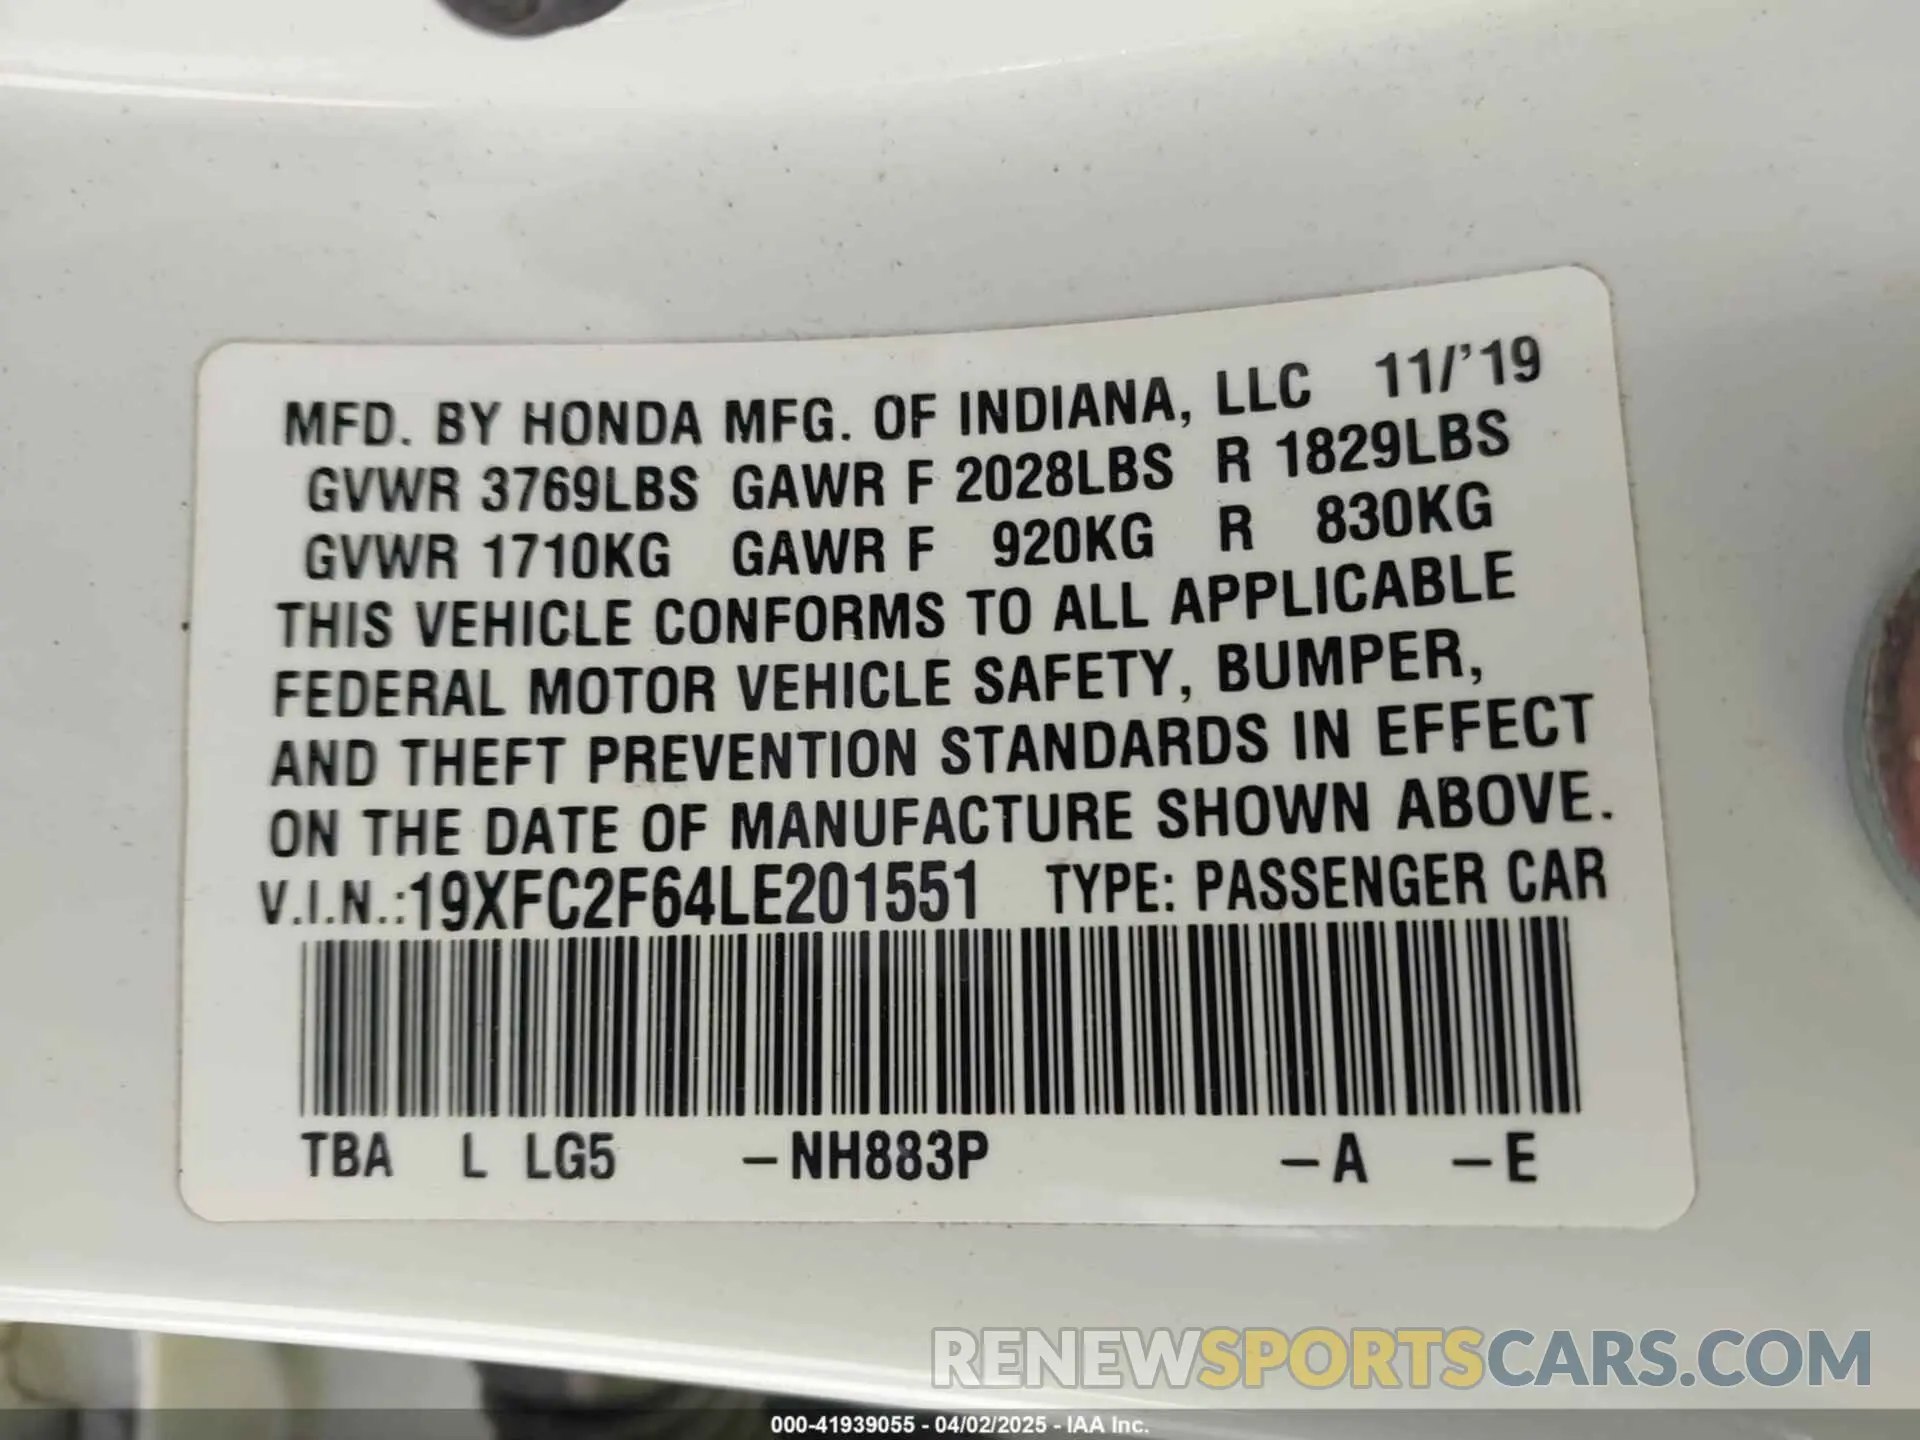 MFD. BY HONDA MFG. OF INDIANA, LLC 11/'19
GVWR 3769LBS GAWR F 2028LBS R 1829LBS
GVWR 1710KG GAWR F 920KG R 830KG
THIS VEHICLE CONFORMS TO ALL APPLICABLE
FEDERAL MOTOR VEHICLE SAFETY, BUMPER,
AND THEFT PREVENTION STANDARDS IN EFFECT
ON THE DATE OF MANUFACTURE SHOWN ABOVE.
V.I.N.:19XFC2F64LE201551 TYPE: PASSENGER CAR
TBA L LG5 –NH883P –A –E
RENEWSPORTSCARS.COM
000-41939055 - 04/02/2025 - IAA Inc.